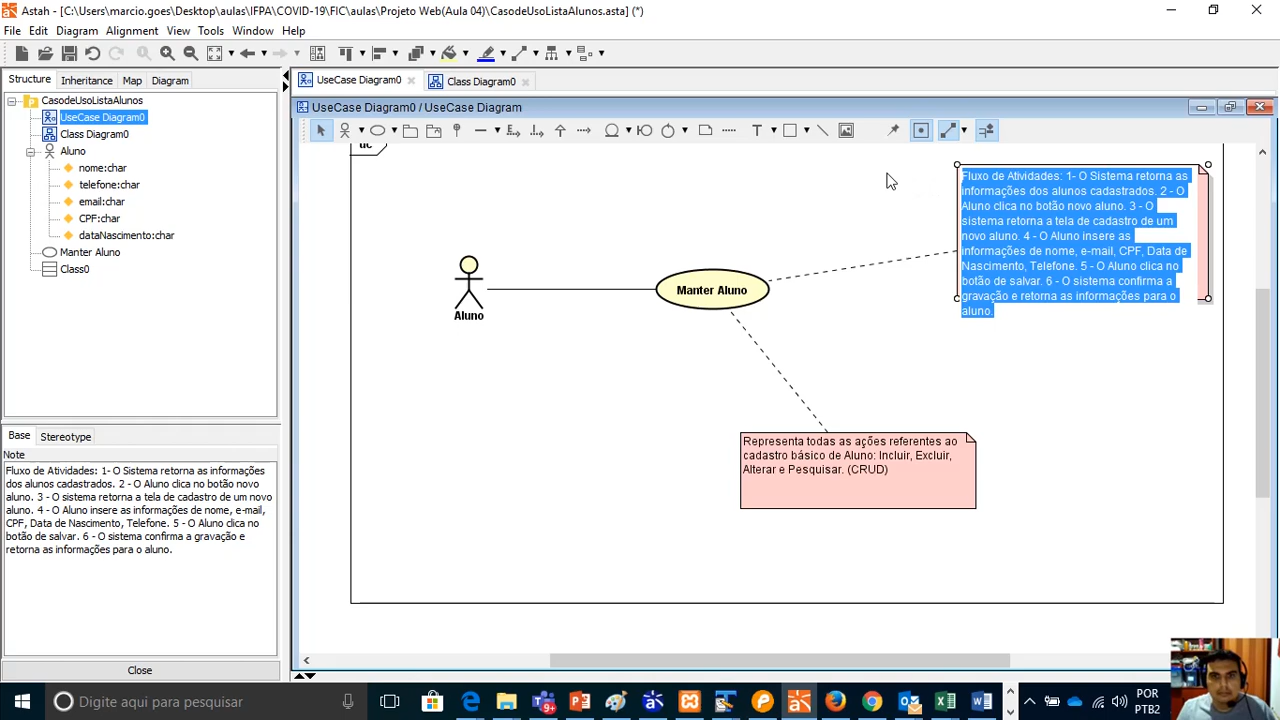 Astah - [C:\Users\marcio.goes\Desktop\aulas\IFPA\COVID-19\FIC\aulas\Projeto Web(Aula 04)\CasodeUsoListaAlunos.asta] (*)
File Edit Diagram Alignment View Tools Window Help
Structure Inheritance Map Diagram
UseCase Diagram0 Class Diagram0
CasodeUsoListaAlunos
UseCase Diagram0
Class Diagram0
Aluno
nome:char
telefone:char
email:char
CPF:char
dataNascimento:char
Manter Aluno
Class0
Base Stereotype
Note
Fluxo de Atividades: 1- O Sistema retorna as informações
dos alunos cadastrados. 2 - O Aluno clica no botão novo
aluno. 3 - O sistema retorna a tela de cadastro de um novo
aluno. 4 - O Aluno insere as informações de nome, e-mail,
CPF, Data de Nascimento, Telefone. 5 - O Aluno clica no
botão de salvar. 6 - O sistema confirma a gravação e
retorna as informações para o aluno.
Close
UseCase Diagram0 / UseCase Diagram
T
uc
Aluno
Manter Aluno
Fluxo de Atividades: 1- O Sistema retorna as
informações dos alunos cadastrados. 2 - O
Aluno clica no botão novo aluno. 3 - O
sistema retorna a tela de cadastro de um
novo aluno. 4 - O Aluno insere as
informações de nome, e-mail, CPF, Data de
Nascimento, Telefone. 5 - O Aluno clica no
botão de salvar. 6 - O sistema confirma a
gravação e retorna as informações para o
aluno.
Representa todas as ações referentes ao
cadastro básico de Aluno: Incluir, Excluir,
Alterar e Pesquisar. (CRUD)
Digite aqui para pesquisar
9+
POR
PTB2